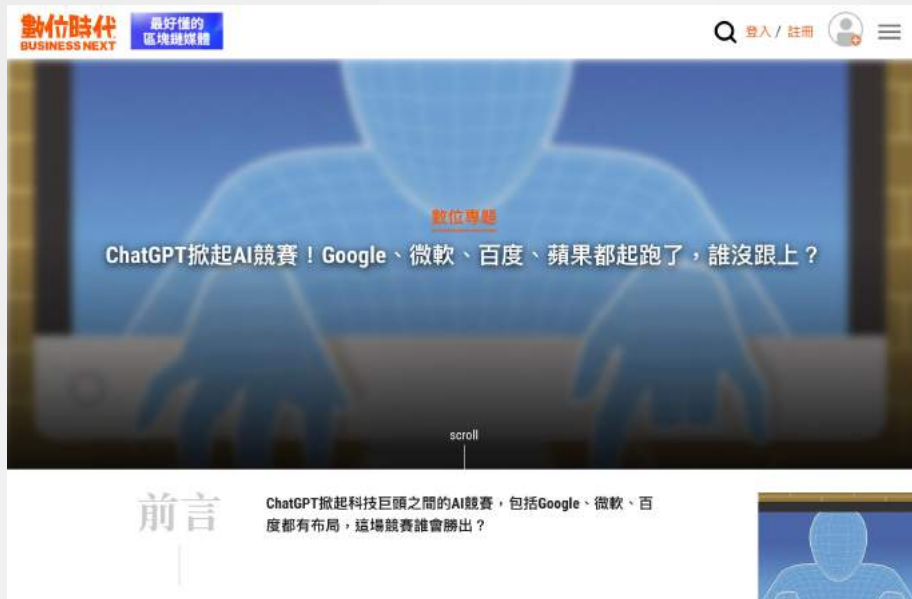 數位時代
BUSINESS NEXT
最好懂的
區塊鏈媒體
登入 / 註冊
數位專題
ChatGPT掀起AI競賽！Google、微軟、百度、蘋果都起跑了，誰沒跟上？
scroll
前言
ChatGPT掀起科技巨頭之間的AI競賽，包括Google、微軟、百
度都有布局，這場競賽誰會勝出？